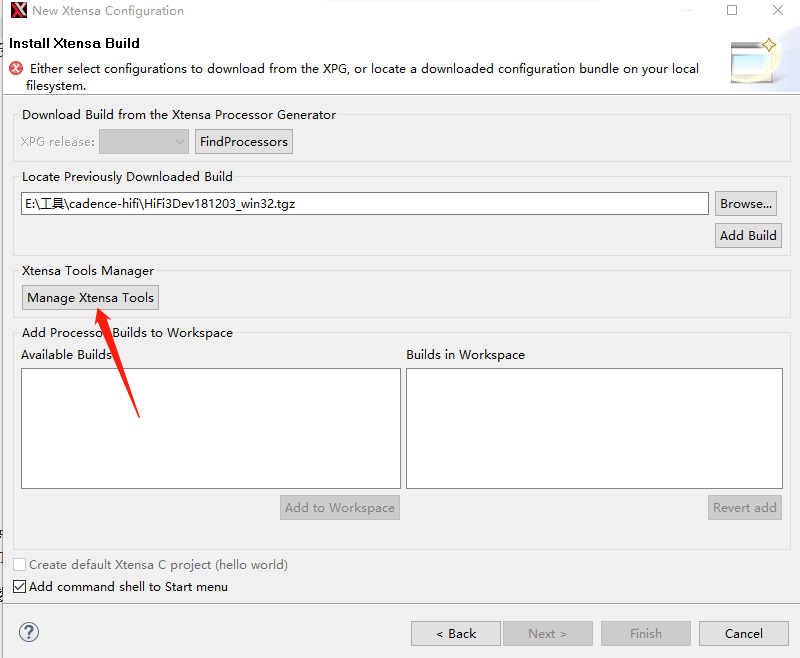 New Xtensa Configuration
Install Xtensa Build
Either select configurations to download from the XPG, or locate a downloaded configuration bundle on your local
filesystem.
Download Build from the Xtensa Processor Generator
XPG release:
FindProcessors
Locate Previously Downloaded Build
E:\工具\cadence-hifi\HiFi3Dev181203_win32.tgz
Browse...
Add Build
Xtensa Tools Manager
Manage Xtensa Tools
Add Processor Builds to Workspace
Available Builds
Builds in Workspace
Add to Workspace
Revert add
Create default Xtensa C project (hello world)
Add command shell to Start menu
?
< Back
Next >
Finish
Cancel